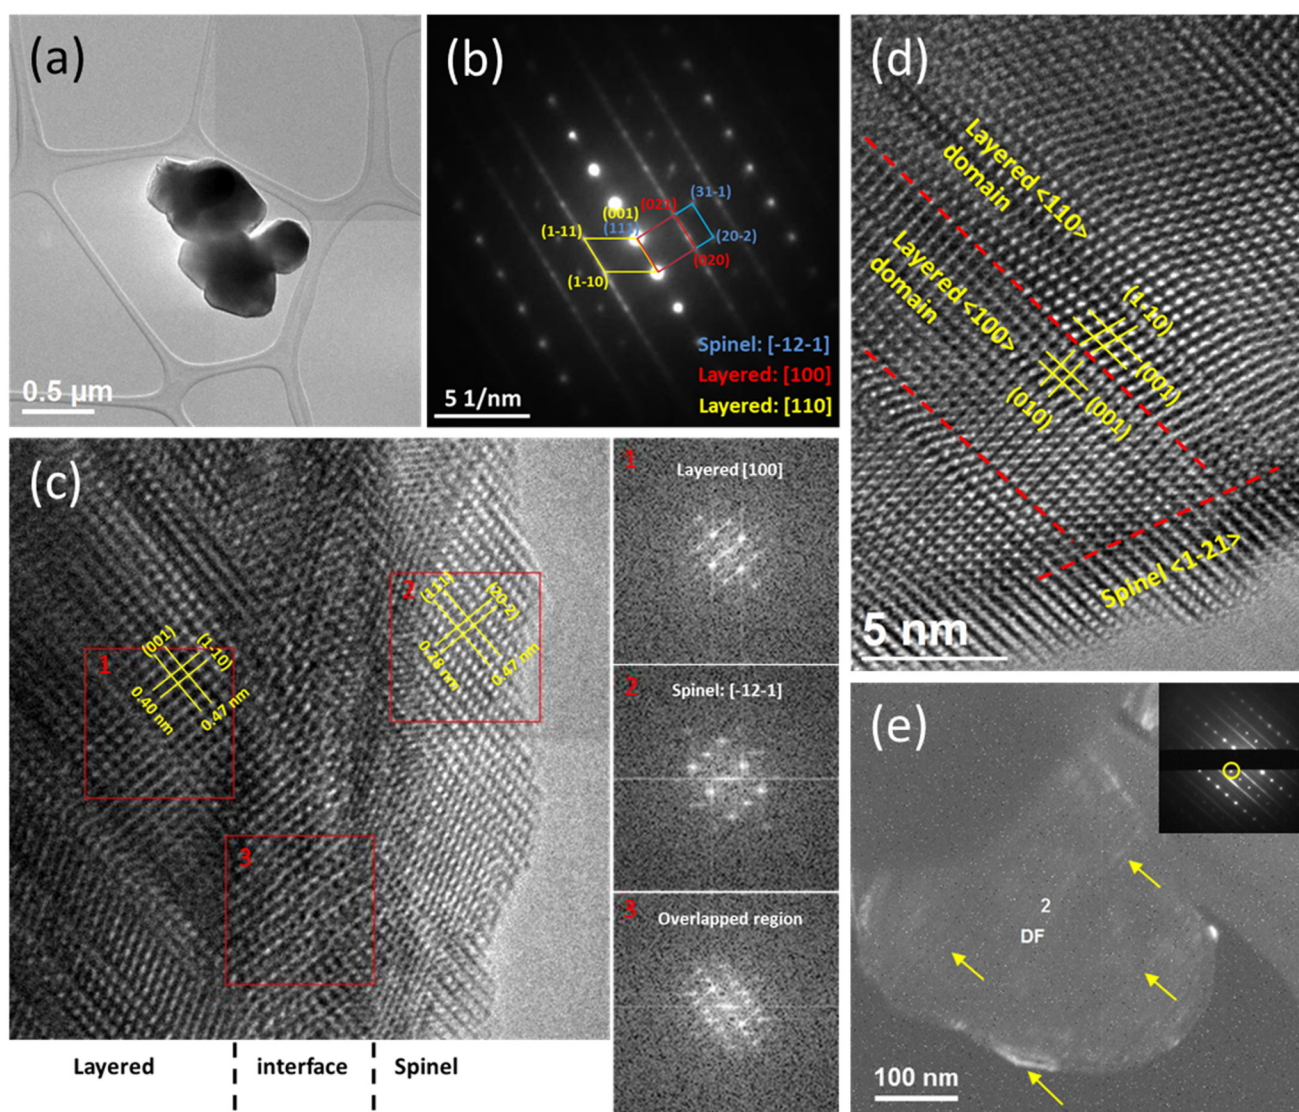 (a)
0.5 µm
(b)
(31-1)
(021)
(001)
(111)
(1-11)
(20-2)
(020)
(1-10)
Spinel: [-12-1]
Layered: [100]
Layered: [110]
5 1/nm
(c)
1
(001)
(1-10)
0.40 nm
0.47 nm
2
(111)
(20-2)
0.28 nm
0.47 nm
3
Layered
interface
Spinel
1
Layered [100]
2
Spinel: [-12-1]
3
Overlapped region
(d)
Layered <110>
domain
Layered <100>
domain
(1-10)
(001)
(010)
(001)
Spinel <1-21>
5 nm
(e)
2
DF
100 nm